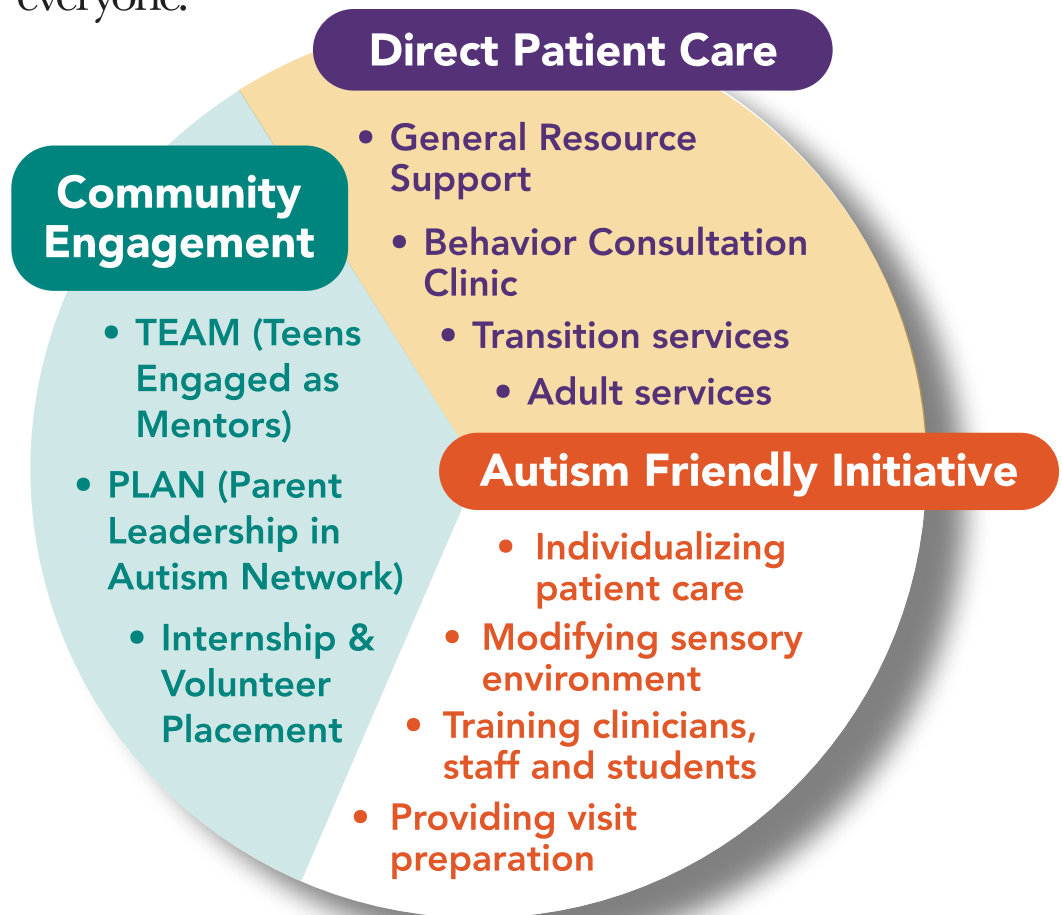 everyone.
Direct Patient Care
• General Resource
Support
• Behavior Consultation
Clinic
• Transition services
• Adult services
Community
Engagement
• TEAM (Teens
Engaged as
Mentors)
• PLAN (Parent
Leadership in
Autism Network)
• Internship &
Volunteer
Placement
Autism Friendly Initiative
• Individualizing
patient care
• Modifying sensory
environment
• Training clinicians,
staff and students
• Providing visit
preparation